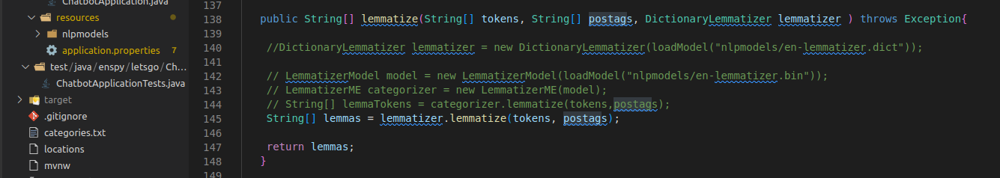 ChatbotApplication.java
resources
nlpmodels
application.properties 7
test/java/enspy/letsgo/Ch...
ChatbotApplicationTests.java
target
.gitignore
categories.txt
locations
mvnw
137
138 public String[] lemmatize(String[] tokens, String[] postags, DictionaryLemmatizer lemmatizer ) throws Exception{
139
140 //DictionaryLemmatizer lemmatizer = new DictionaryLemmatizer(loadModel("nlpmodels/en-lemmatizer.dict"));
141
142 // LemmatizerModel model = new LemmatizerModel(loadModel("nlpmodels/en-lemmatizer.bin"));
143 // LemmatizerME categorizer = new LemmatizerME(model);
144 // String[] lemmaTokens = categorizer.lemmatize(tokens,postags);
145 String[] lemmas = lemmatizer.lemmatize(tokens, postags);
146
147 return lemmas;
148 }
149